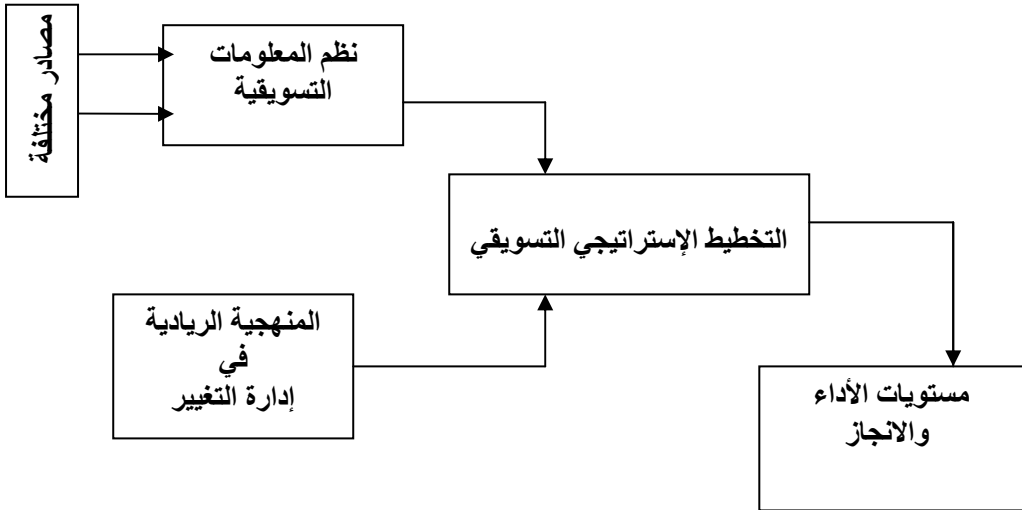 مصادر مختلفة
نظم المعلومات
التسويقية
التخطيط الإستراتيجي التسويقي
المنهجية الريادية
في
إدارة التغيير
مستويات الأداء
والانجاز